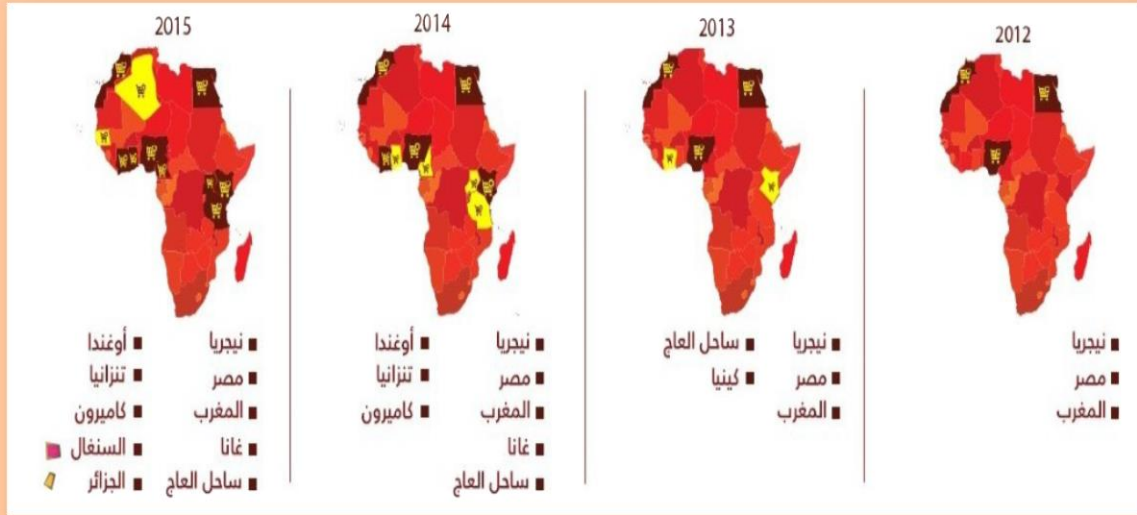 2012
نيجريا
مصر
المغرب
2013
نيجريا
مصر
المغرب
ساحل العاج
كينيا
2014
نيجريا
مصر
المغرب
غانا
ساحل العاج
أوغندا
تنزانيا
كاميرون
2015
نيجريا
مصر
المغرب
غانا
ساحل العاج
أوغندا
تنزانيا
كاميرون
السنغال
الجزائر